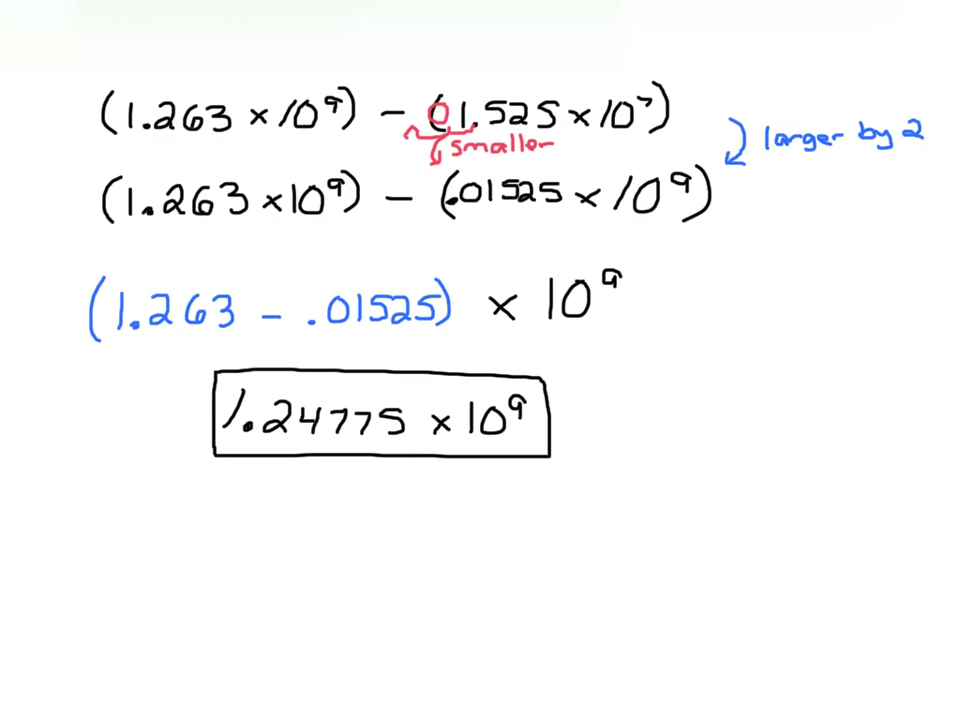 (1.263 × 10⁹) − (01.525 × 10⁷)
smaller
larger by 2
(1.263 × 10⁹) − (.01525 × 10⁹)
(1.263 − .01525) × 10⁹
1.24775 × 10⁹